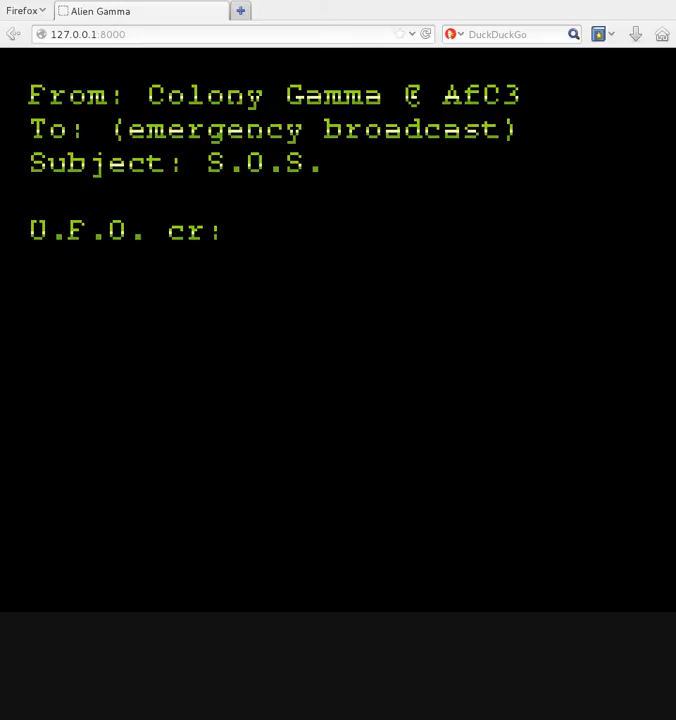 Firefox
Alien Gamma
127.0.0.1:8000
DuckDuckGo
From: Colony Gamma @ AfC3
To: (emergency broadcast)
Subject: S.O.S.
U.F.O. cr: